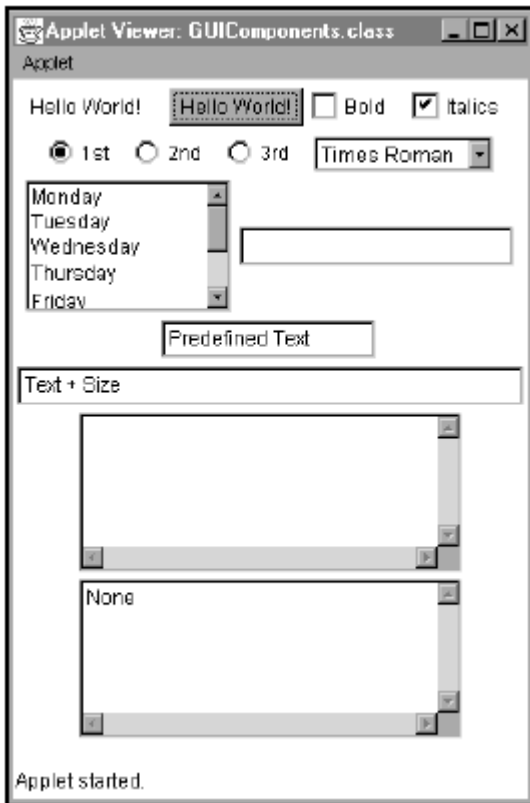 Applet Viewer: GUIComponents.class
Applet
Hello World! Hello World! Bold Italics
1st 2nd 3rd Times Roman
Monday
Tuesday
Wednesday
Thursday
Friday
Predefined Text
Text + Size
None
Applet started.